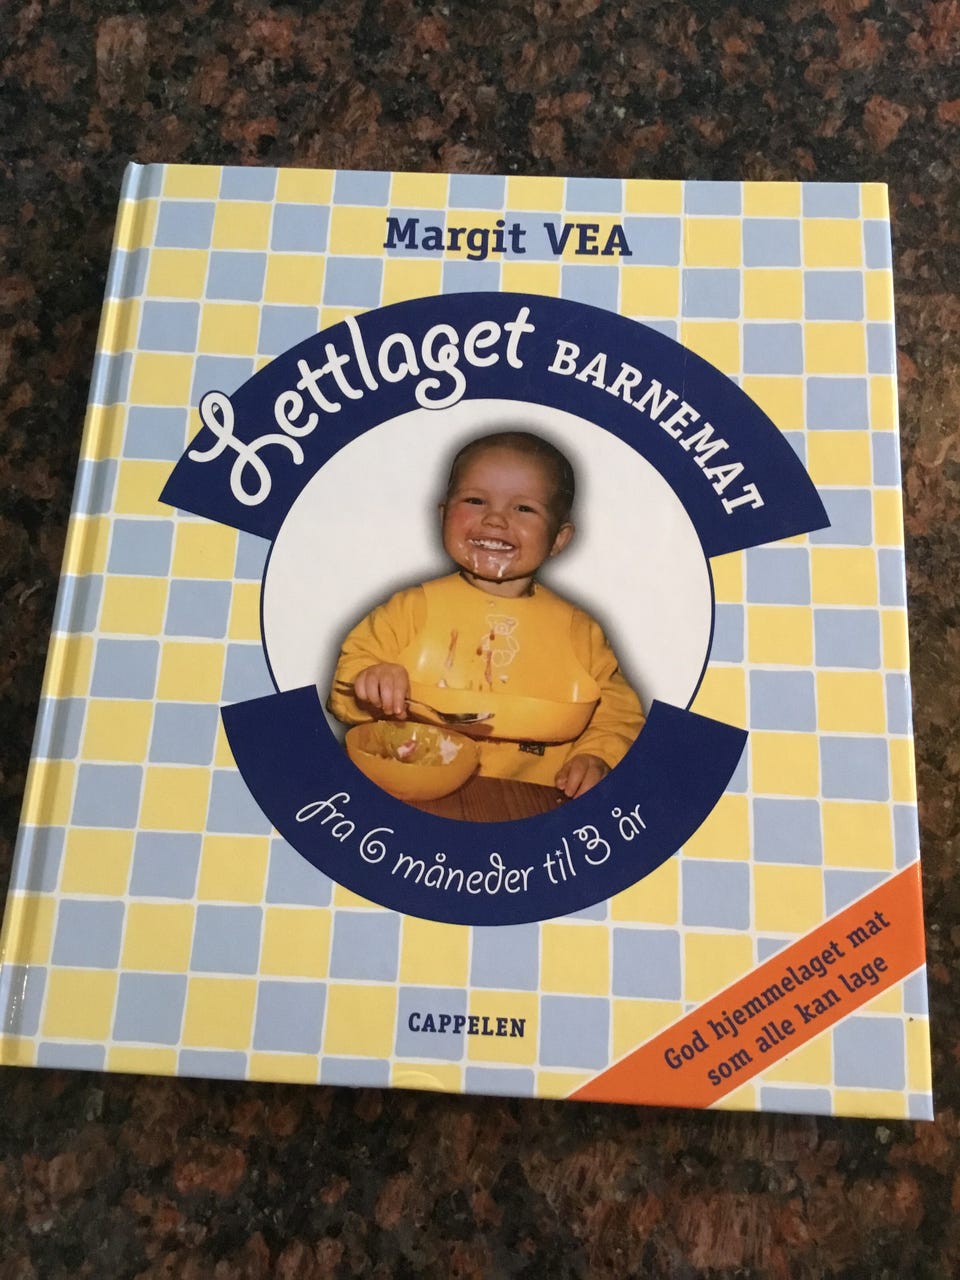 Margit VEA
Lettlaget BARNEMAT
fra 6 måneder til 3 år
CAPPELEN
God hjemmelaget mat
som alle kan lage